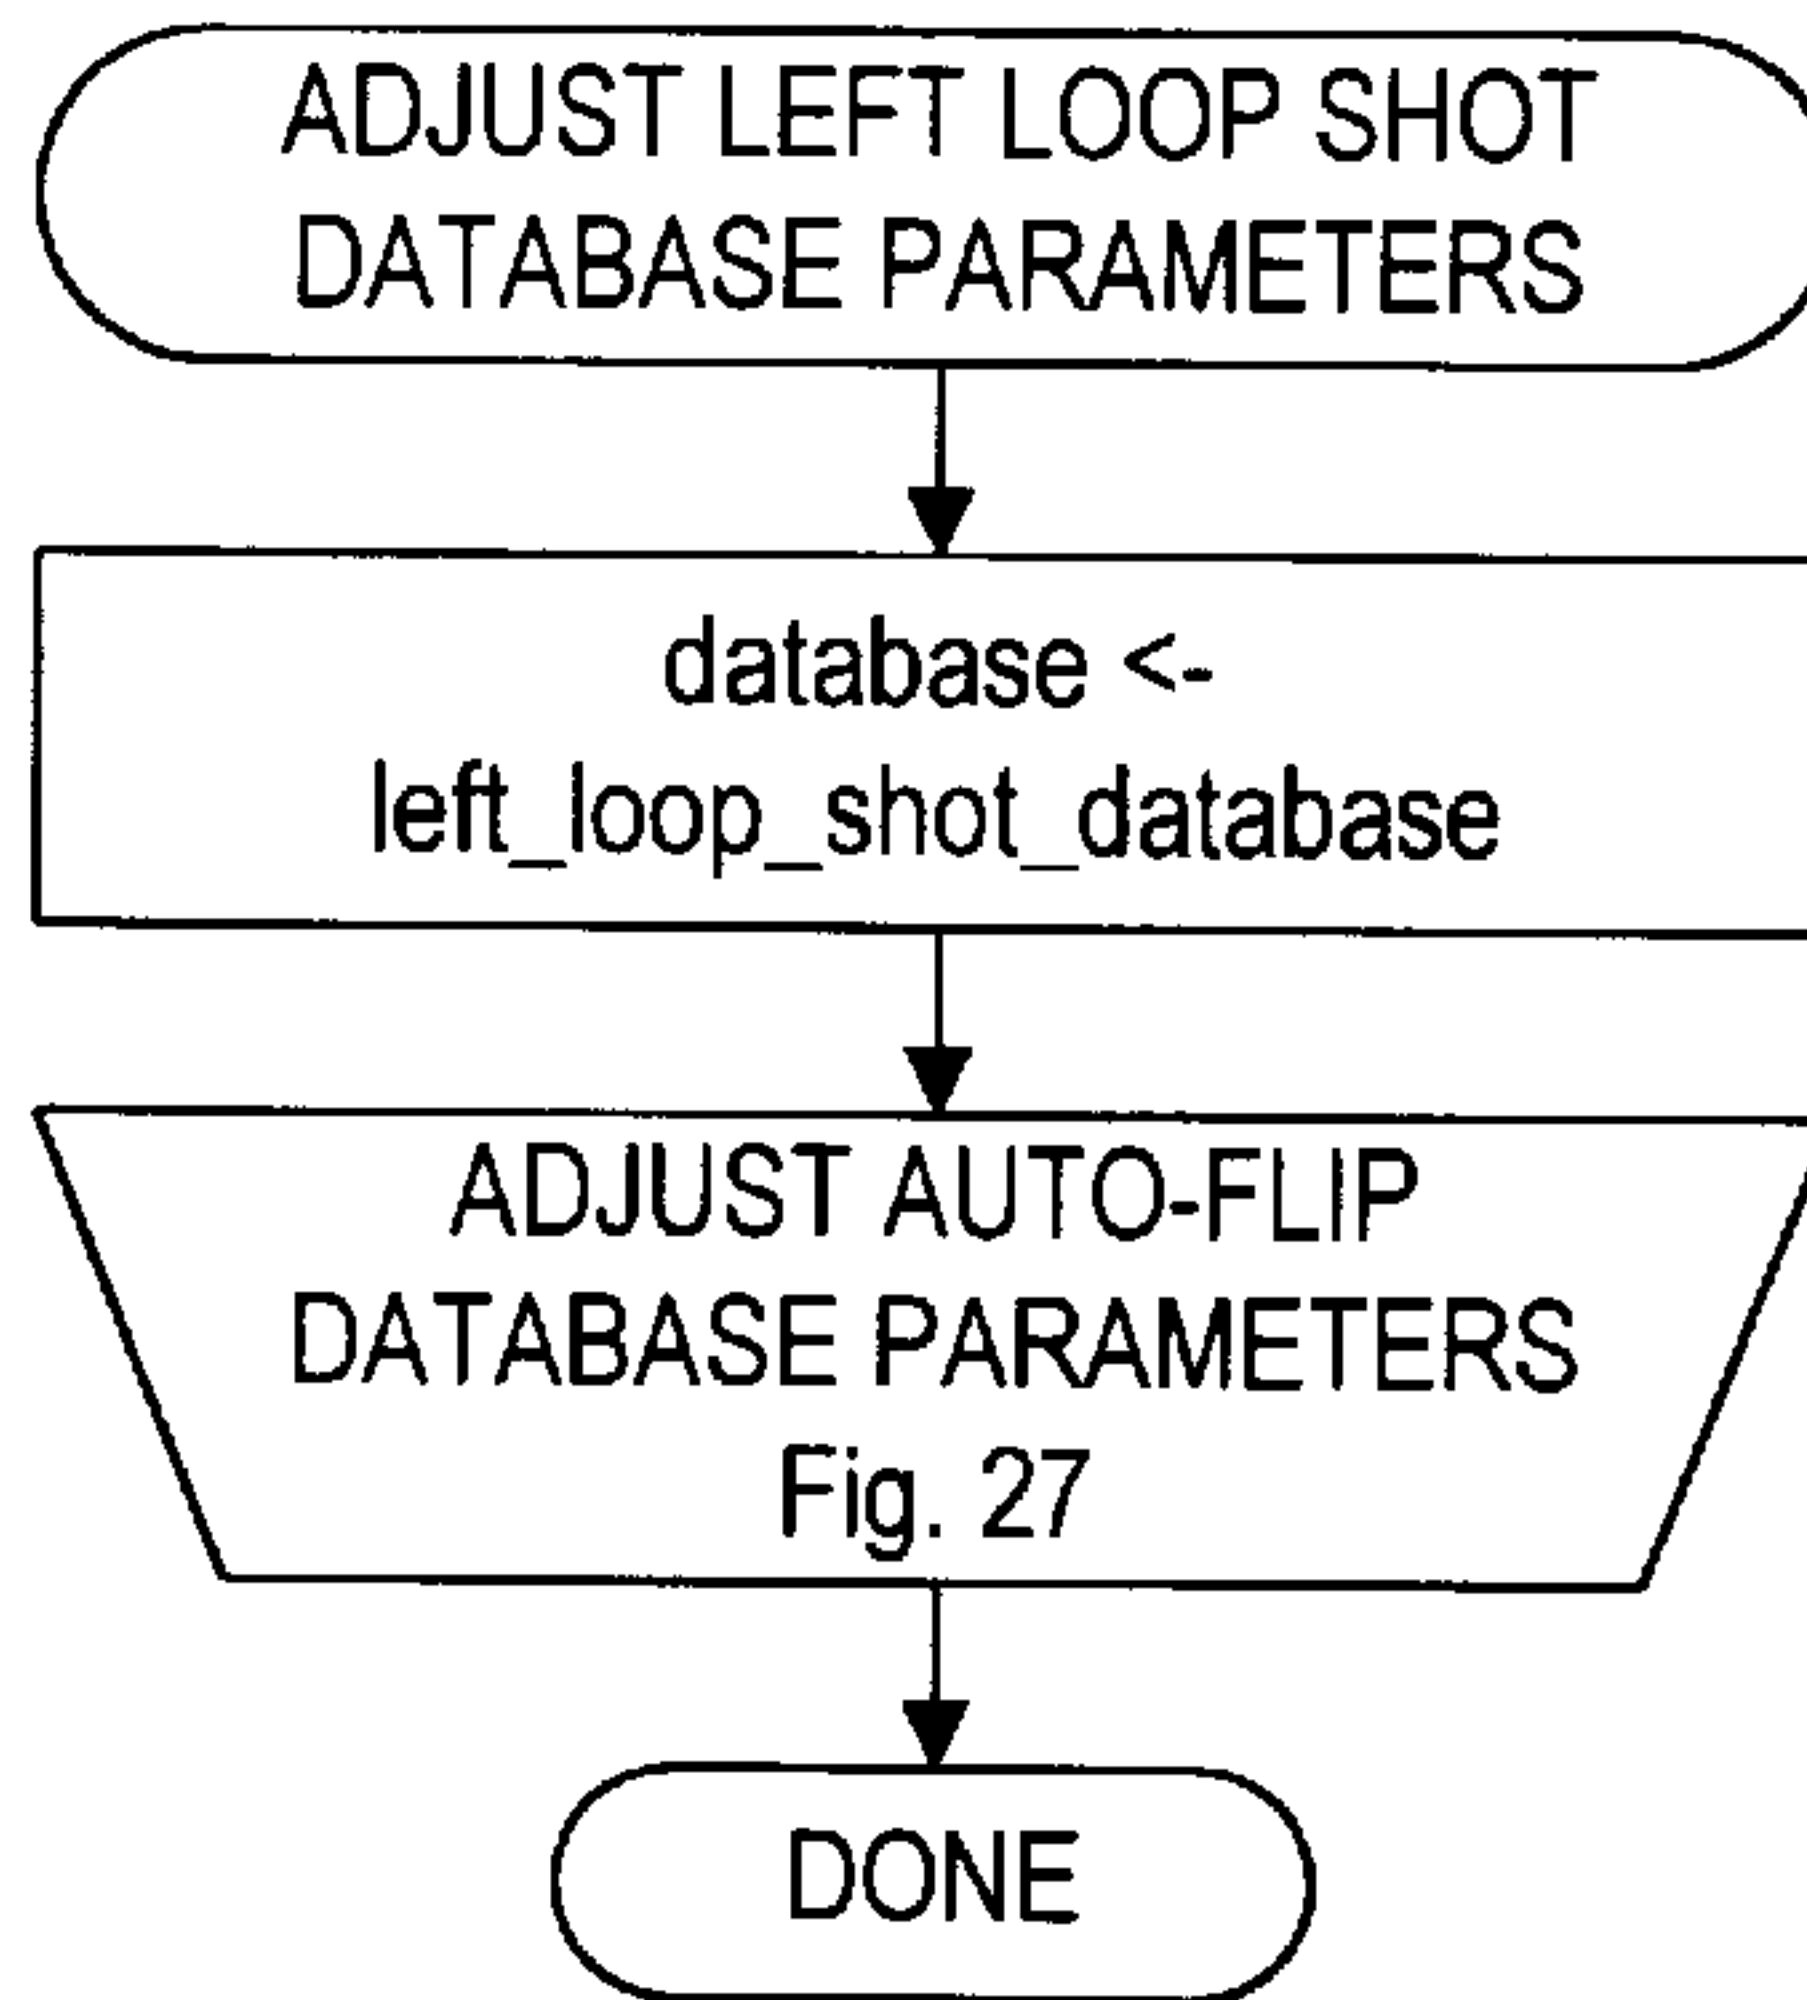 ADJUST LEFT LOOP SHOT
DATABASE PARAMETERS
database <-
left_loop_shot_database
ADJUST AUTO-FLIP
DATABASE PARAMETERS
Fig. 27
DONE